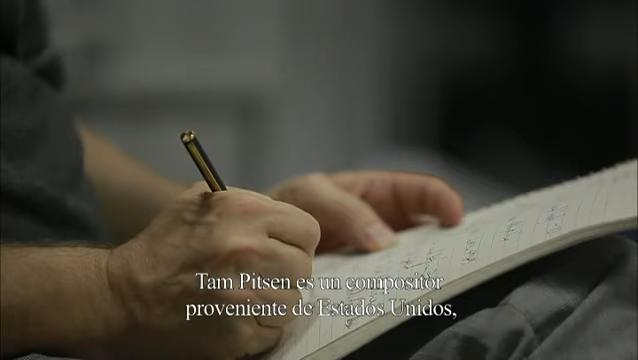 Tam Pitsen es un compositor
proveniente de Estados Unidos,